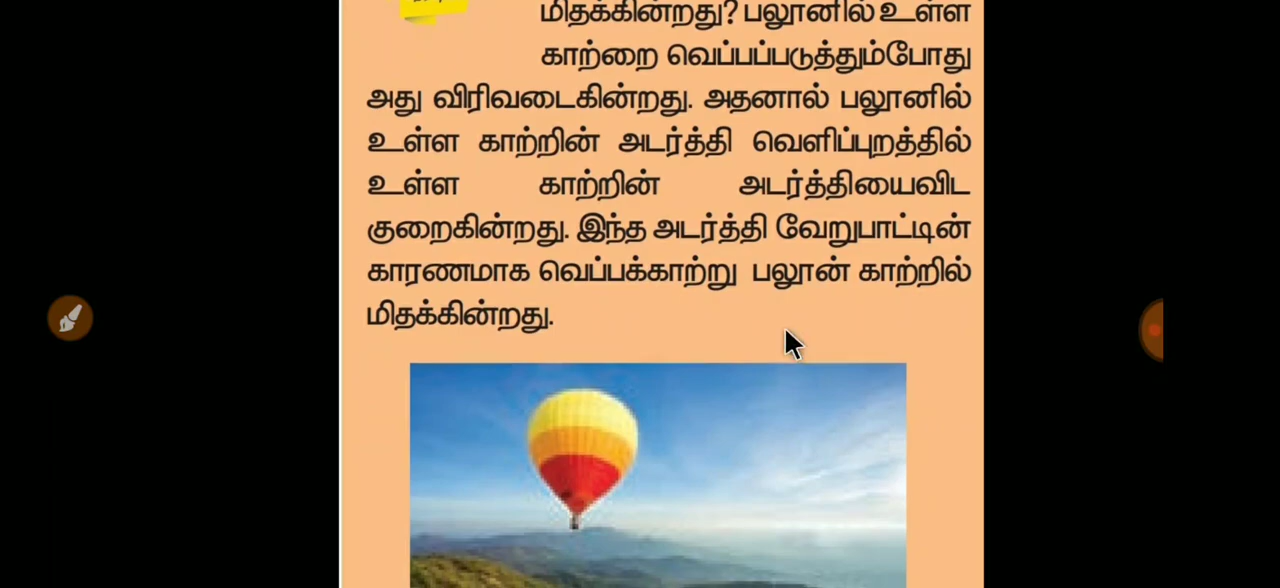 மிதக்கின்றது? பலூனில் உள்ள
காற்றை வெப்பப்படுத்தும்போது
அது விரிவடைகின்றது. அதனால் பலூனில்
உள்ள காற்றின் அடர்த்தி வெளிப்புறத்தில்
உள்ள காற்றின் அடர்த்தியைவிட
குறைகின்றது. இந்த அடர்த்தி வேறுபாட்டின்
காரணமாக வெப்பக்காற்று பலூன் காற்றில்
மிதக்கின்றது.